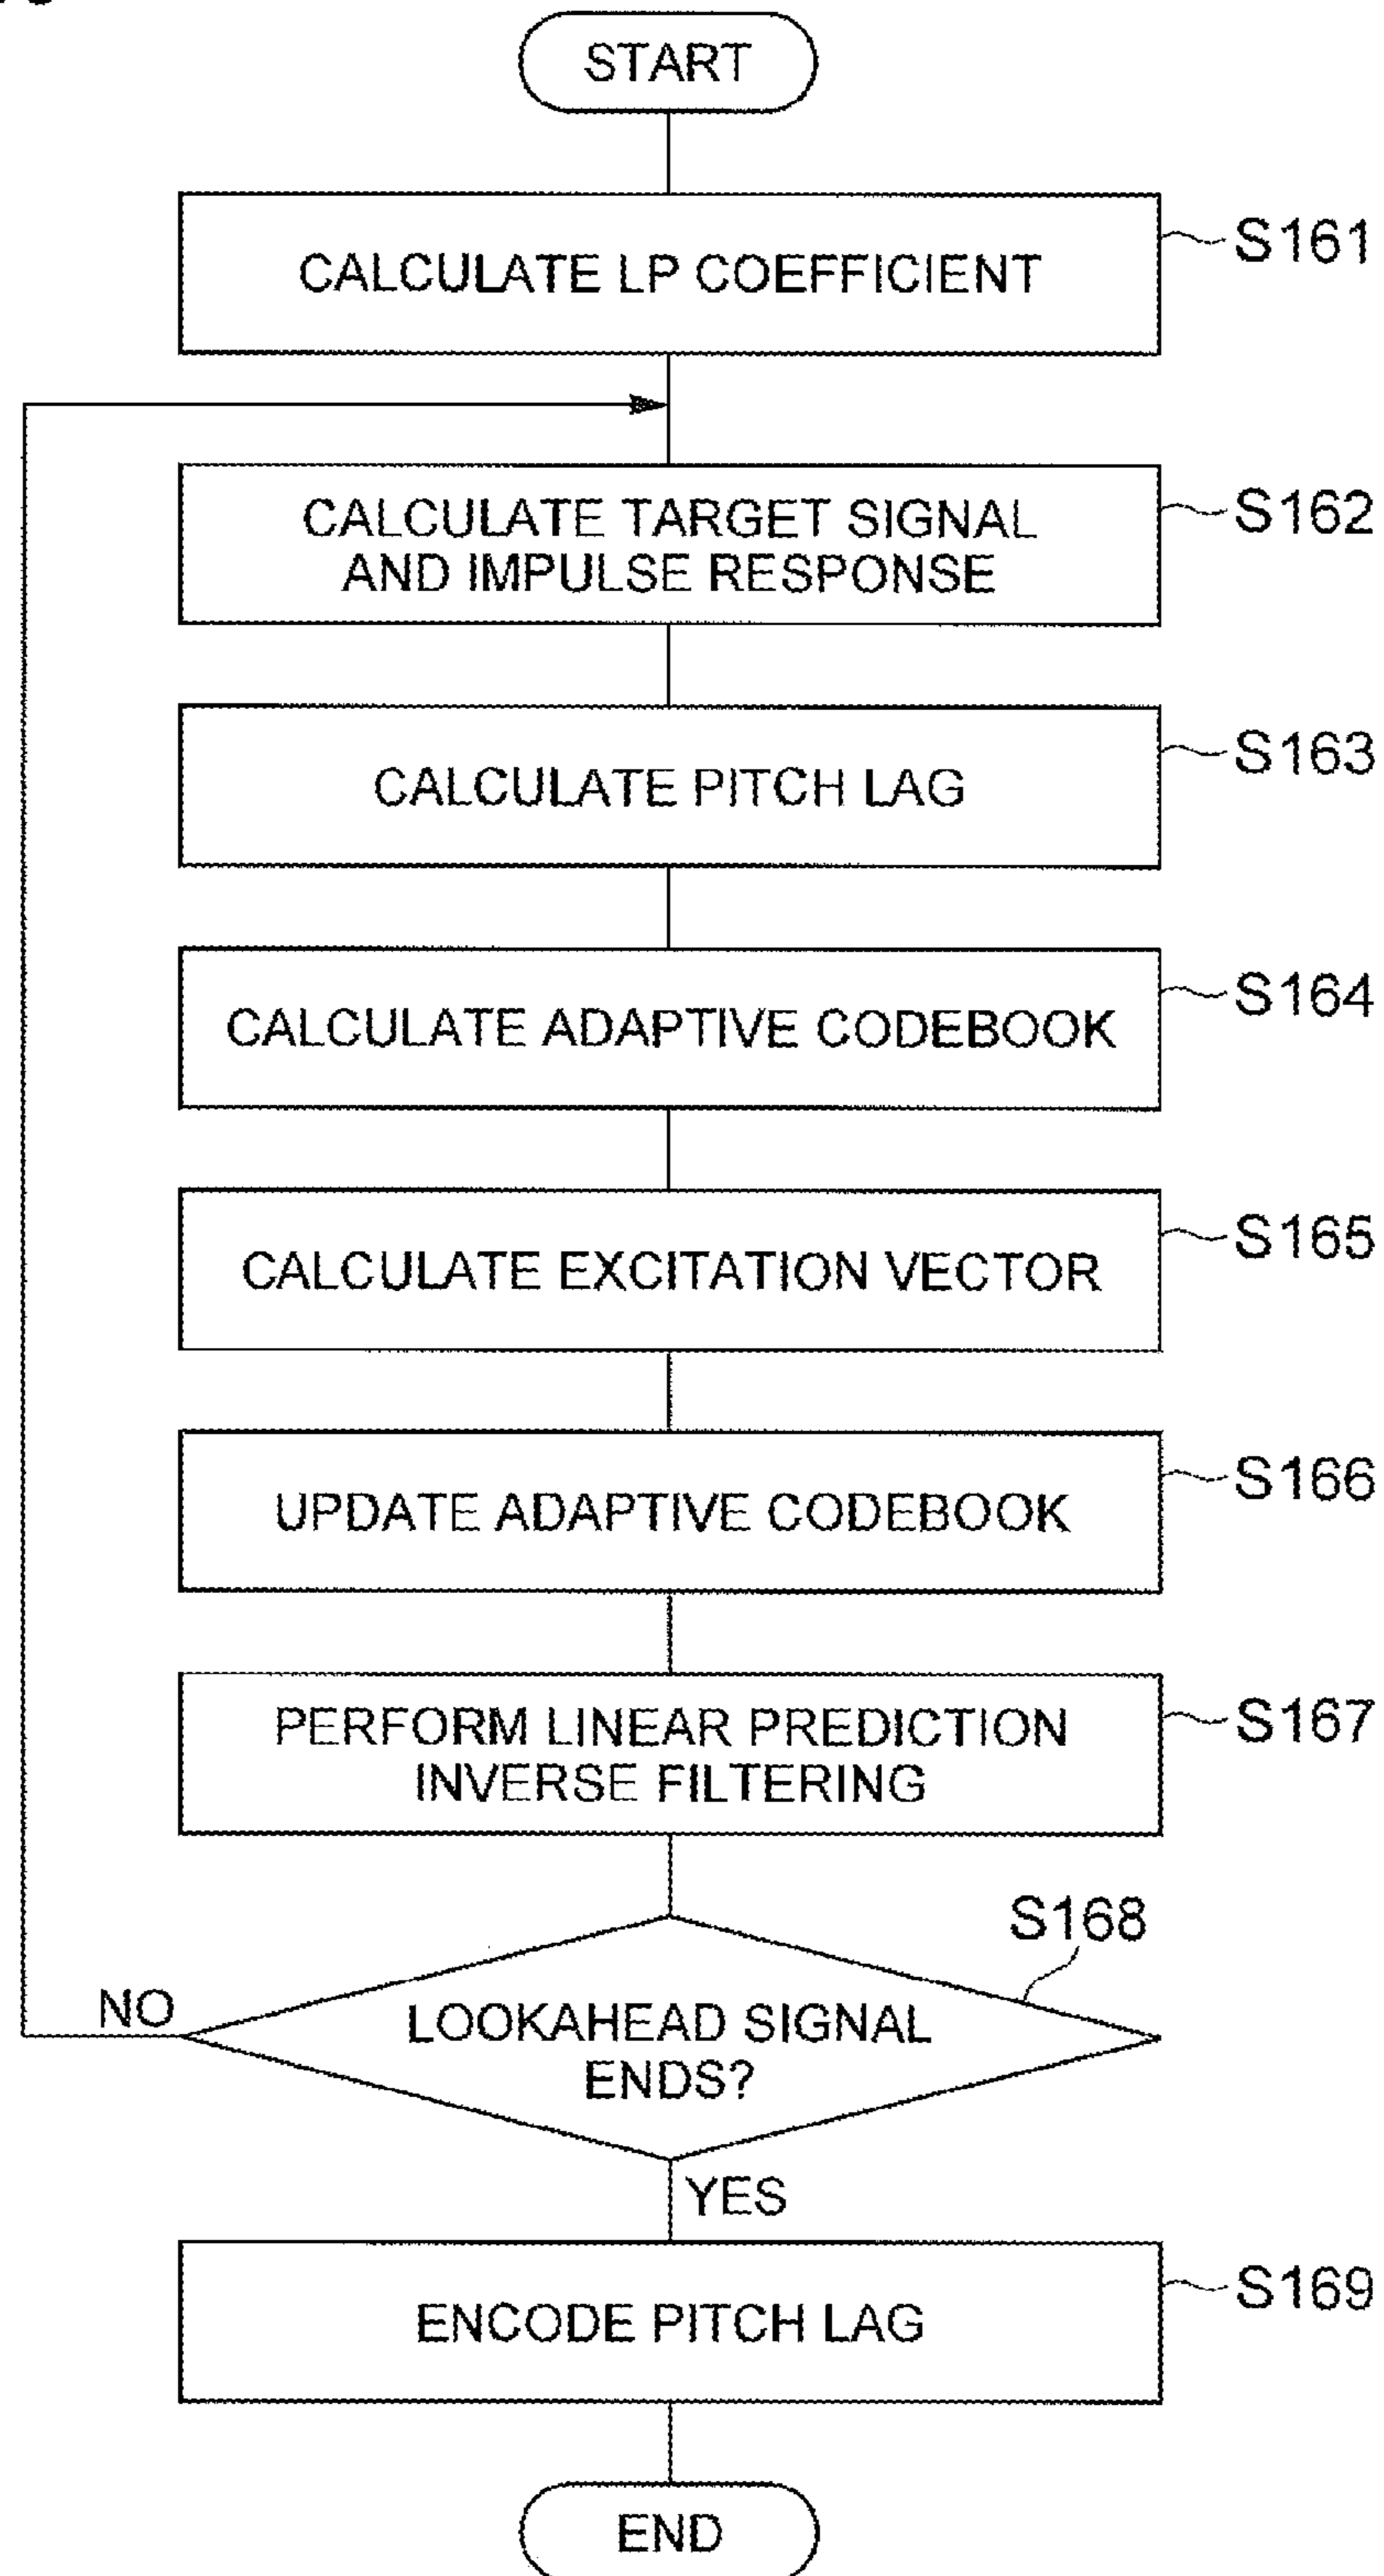 START
CALCULATE LP COEFFICIENT
S161
CALCULATE TARGET SIGNAL
AND IMPULSE RESPONSE
S162
CALCULATE PITCH LAG
S163
CALCULATE ADAPTIVE CODEBOOK
S164
CALCULATE EXCITATION VECTOR
S165
UPDATE ADAPTIVE CODEBOOK
S166
PERFORM LINEAR PREDICTION
INVERSE FILTERING
S167
S168
NO
LOOKAHEAD SIGNAL
ENDS?
YES
ENCODE PITCH LAG
S169
END